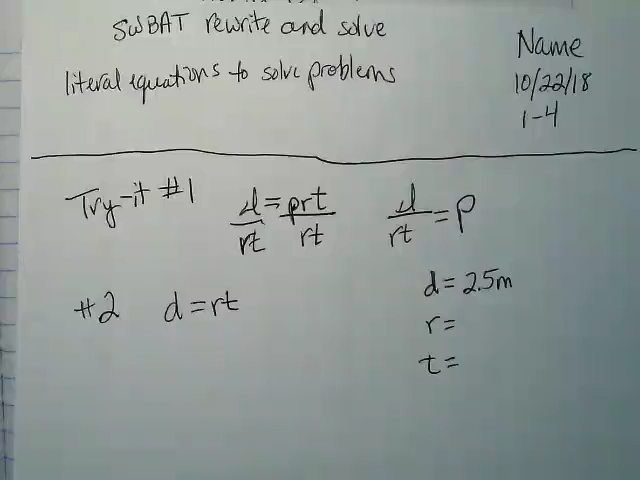 SWBAT rewrite and solve
literal equations to solve problems
Name
10/22/18
1-4
Try-it #1 d/rt = prt/rt d/rt = p
#2 d = rt
d = 2.5m
r =
t =